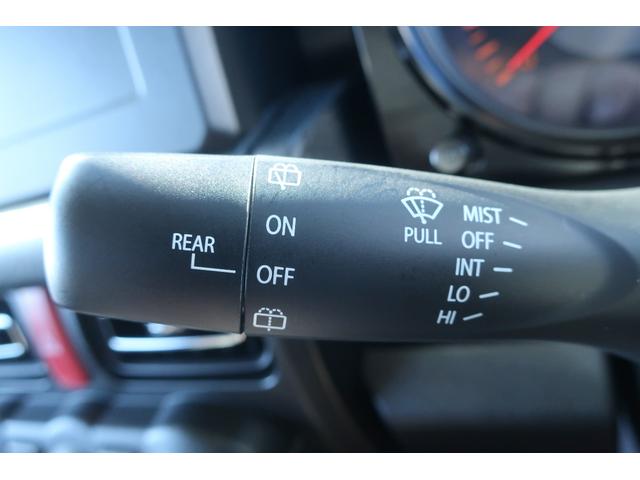 REAR
ON
OFF
PULL
MIST
OFF
INT
LO
HI